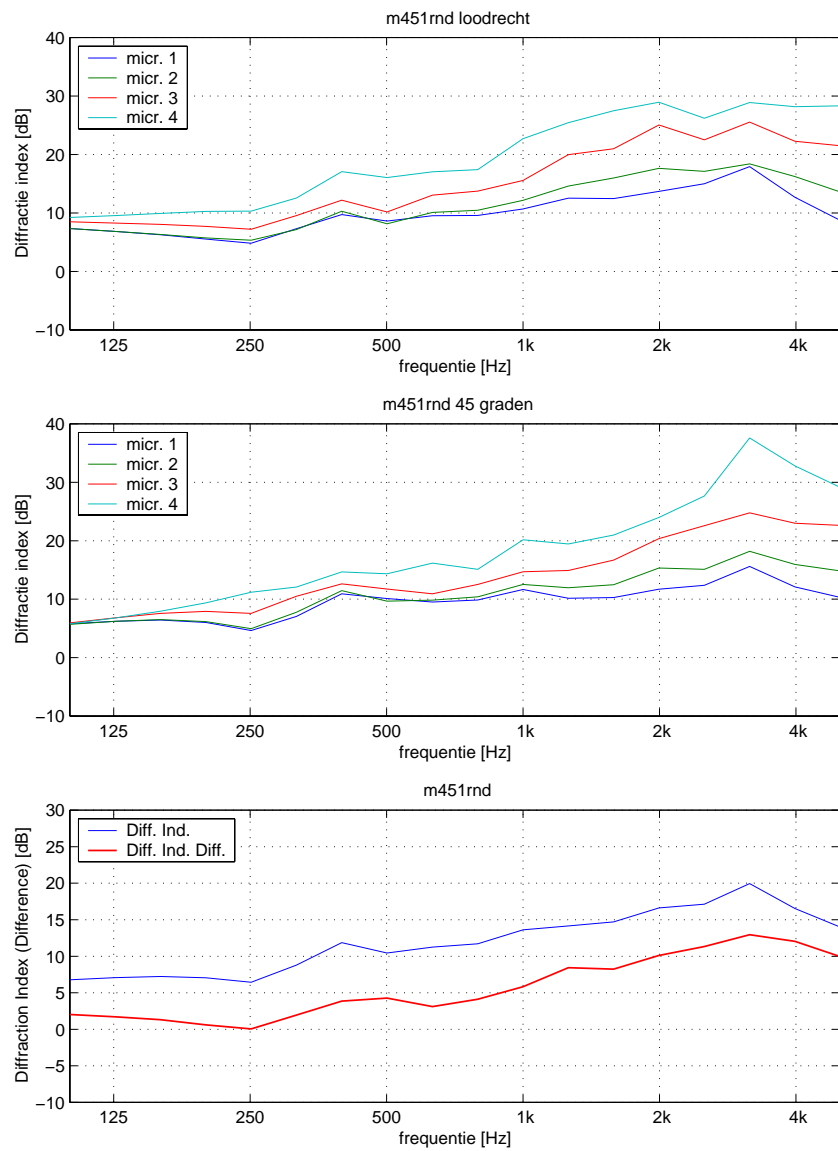 m451rnd loodrecht
40
30
20
10
0
−10
Diffractie index [dB]
micr. 1
micr. 2
micr. 3
micr. 4
125 250 500 1k 2k 4k
frequentie [Hz]
m451rnd 45 graden
40
30
20
10
0
−10
Diffractie index [dB]
micr. 1
micr. 2
micr. 3
micr. 4
125 250 500 1k 2k 4k
frequentie [Hz]
m451rnd
30
25
20
15
10
5
0
−5
−10
Diffraction Index (Difference) [dB]
Diff. Ind.
Diff. Ind. Diff.
125 250 500 1k 2k 4k
frequentie [Hz]